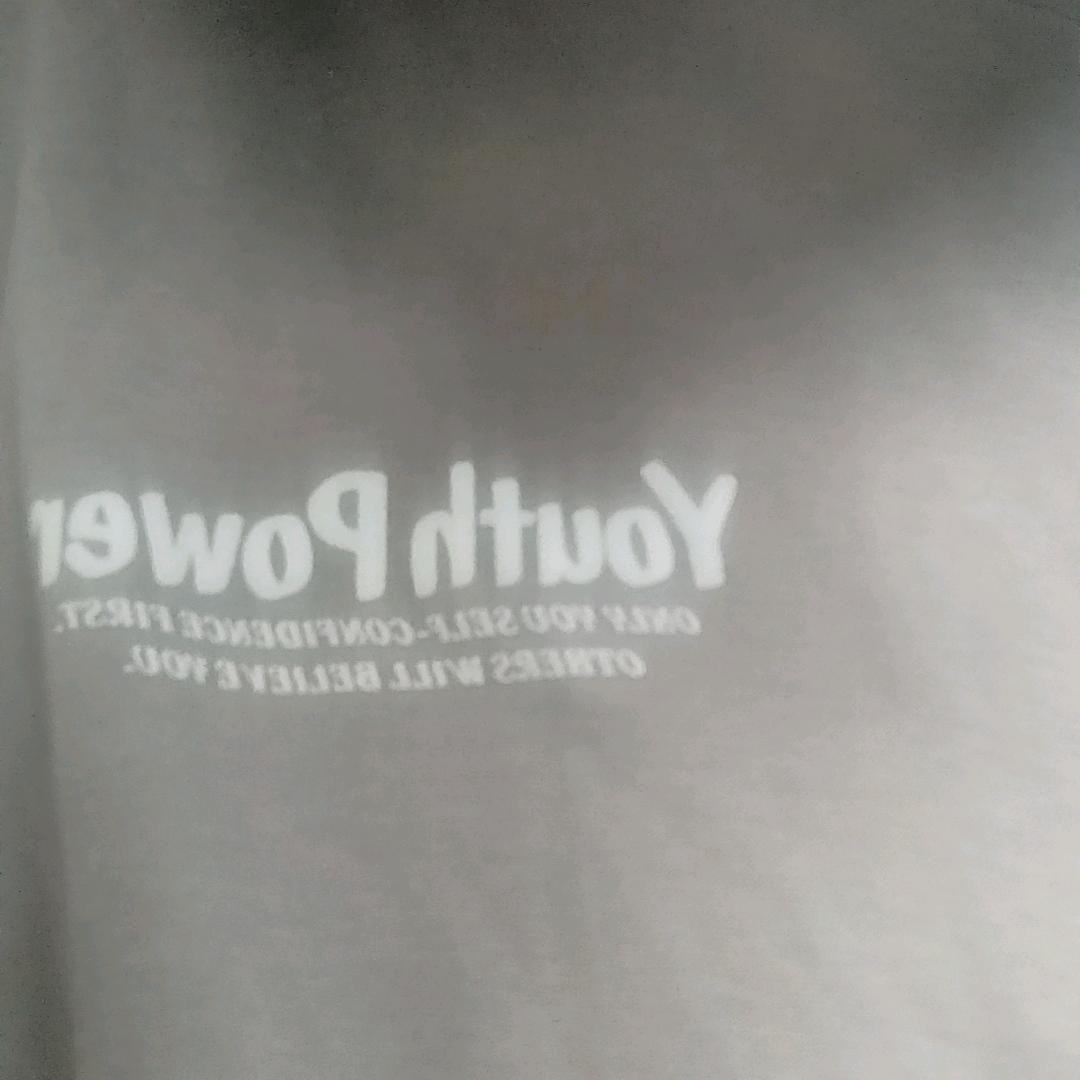 Youth Power
ONLY YOU SELF-CONFIDENCE FIRST.
OTHERS WILL BELIEVE YOU.